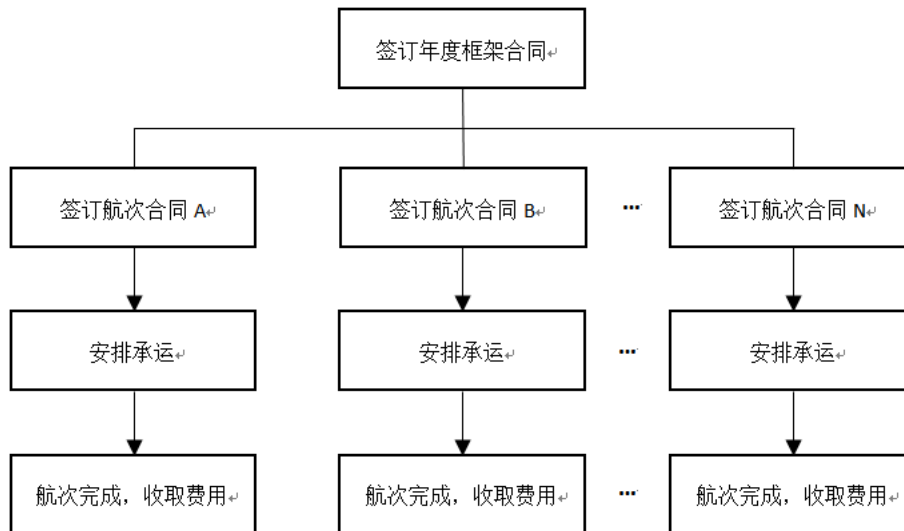 签订年度框架合同
签订航次合同 A
签订航次合同 B
...
签订航次合同 N
安排承运
安排承运
...
安排承运
航次完成，收取费用
航次完成，收取费用
...
航次完成，收取费用